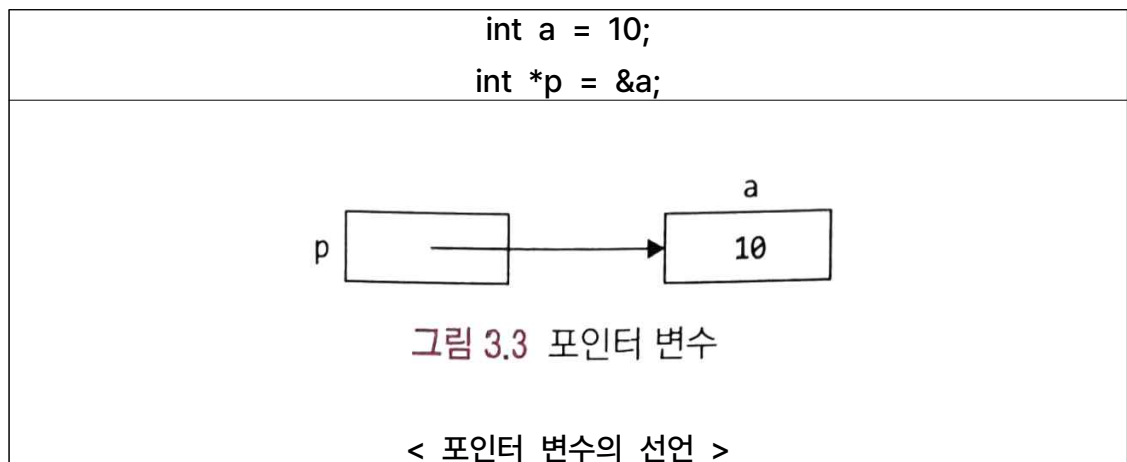 int a = 10;
int *p = &a;
a
p
10
그림 3.3 포인터 변수
< 포인터 변수의 선언 >